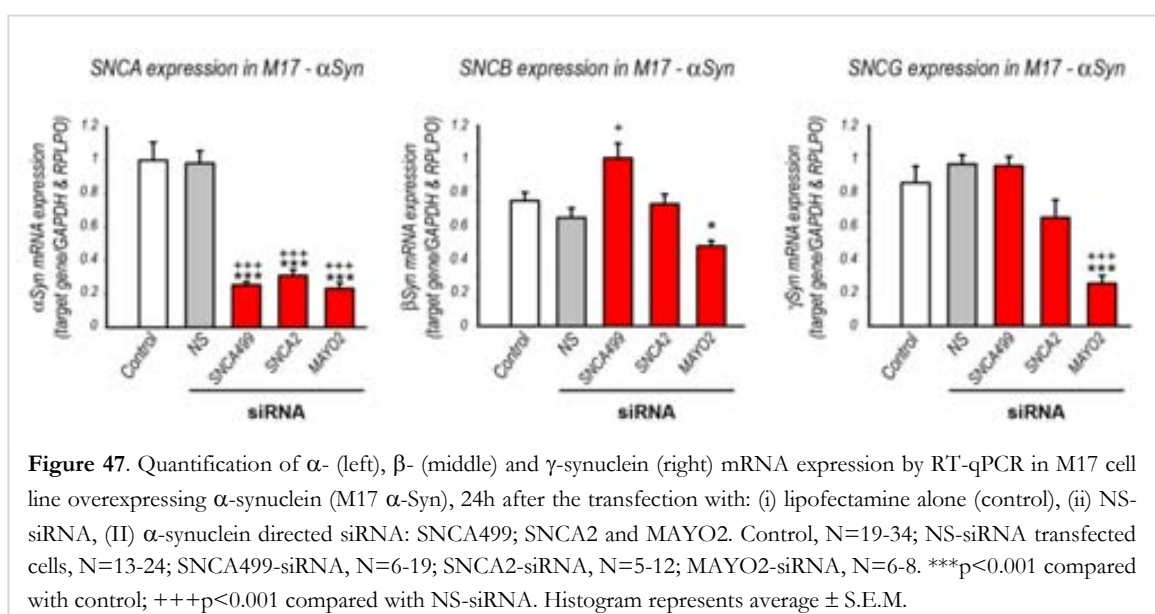 SNCA expression in M17 - αSyn
αSyn mRNA expression
(target gene/GAPDH & RPLPO)
1.2
1
0.8
0.6
0.4
0.2
0
+++
***
+++
***
+++
***
Control
NS
SNCA499
SNCA2
MAYO2
siRNA
SNCB expression in M17 - αSyn
βSyn mRNA expression
(target gene/GAPDH & RPLPO)
1.2
1
0.8
0.6
0.4
0.2
0
+
*
Control
NS
SNCA499
SNCA2
MAYO2
siRNA
SNCG expression in M17 - αSyn
γSyn mRNA expression
(target gene/GAPDH & RPLPO)
1.2
1
0.8
0.6
0.4
0.2
0
+++
***
Control
NS
SNCA499
SNCA2
MAYO2
siRNA
Figure 47. Quantification of α- (left), β- (middle) and γ-synuclein (right) mRNA expression by RT-qPCR in M17 cell
line overexpressing α-synuclein (M17 α-Syn), 24h after the transfection with: (i) lipofectamine alone (control), (ii) NS-
siRNA, (II) α-synuclein directed siRNA: SNCA499; SNCA2 and MAYO2. Control, N=19-34; NS-siRNA transfected
cells, N=13-24; SNCA499-siRNA, N=6-19; SNCA2-siRNA, N=5-12; MAYO2-siRNA, N=6-8. ***p<0.001 compared
with control; +++p<0.001 compared with NS-siRNA. Histogram represents average ± S.E.M.